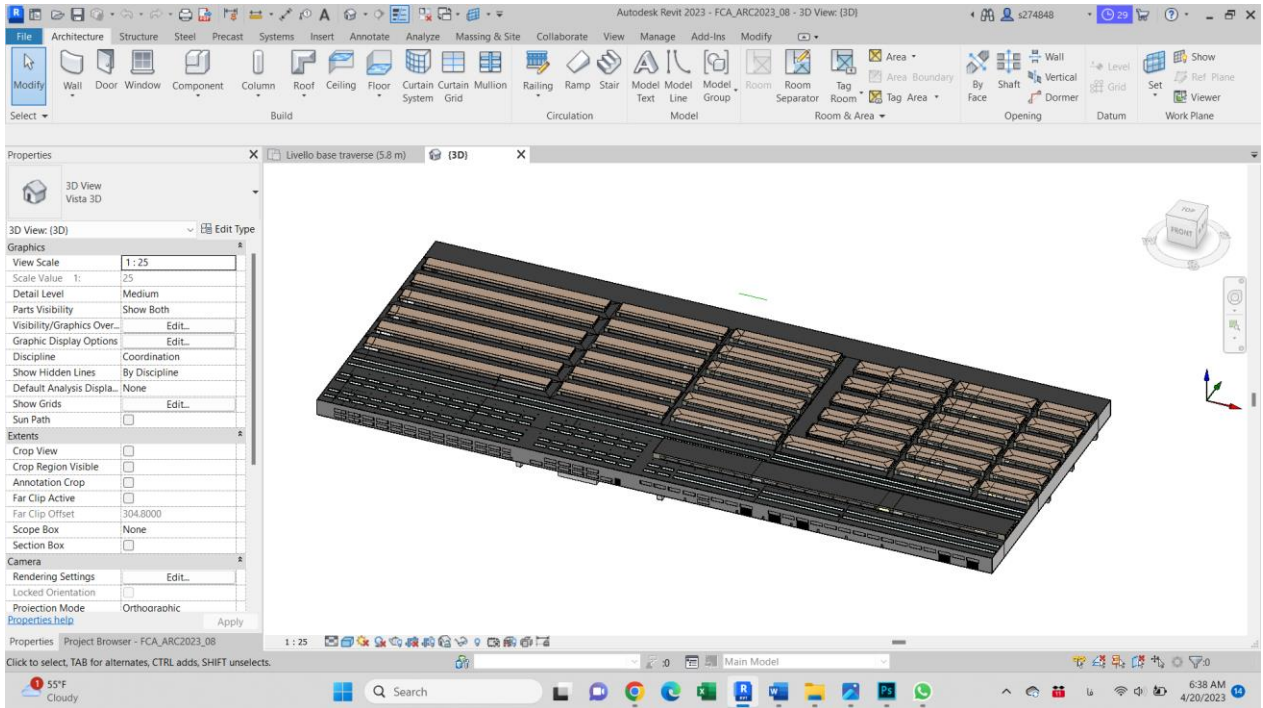 Autodesk Revit 2023 - FCA_ARC2023_08 - 3D View: {3D}
s274848
29
File Architecture Structure Steel Precast Systems Insert Annotate Analyze Massing & Site Collaborate View Manage Add-Ins Modify
Modify Wall Door Window Component Column Roof Ceiling Floor Curtain System Curtain Grid Mullion Railing Ramp Stair Model Text Model Line Model Group Room Room Separator Tag Room
Area
Area Boundary
Tag Area
By Face Shaft
Wall
Vertical
Dormer
Level
Grid
Set
Show
Ref Plane
Viewer
Select Build Circulation Model Room & Area Opening Datum Work Plane
Properties
Livello base traverse (5.8 m) {3D}
3D View
Vista 3D
3D View: {3D} Edit Type
Graphics
View Scale 1 : 25
Scale Value 1: 25
Detail Level Medium
Parts Visibility Show Both
Visibility/Graphics Over... Edit...
Graphic Display Options Edit...
Discipline Coordination
Show Hidden Lines By Discipline
Default Analysis Displa... None
Show Grids Edit...
Sun Path
Extents
Crop View
Crop Region Visible
Annotation Crop
Far Clip Active
Far Clip Offset 304.8000
Scope Box None
Section Box
Camera
Rendering Settings Edit...
Locked Orientation
Projection Mode Orthographic
Properties help Apply
Properties Project Browser - FCA_ARC2023_08
TOP
FRONT
1 : 25
Click to select, TAB for alternates, CTRL adds, SHIFT unselects.
:0 Main Model :0
55°F
Cloudy
Search
6:38 AM
4/20/2023